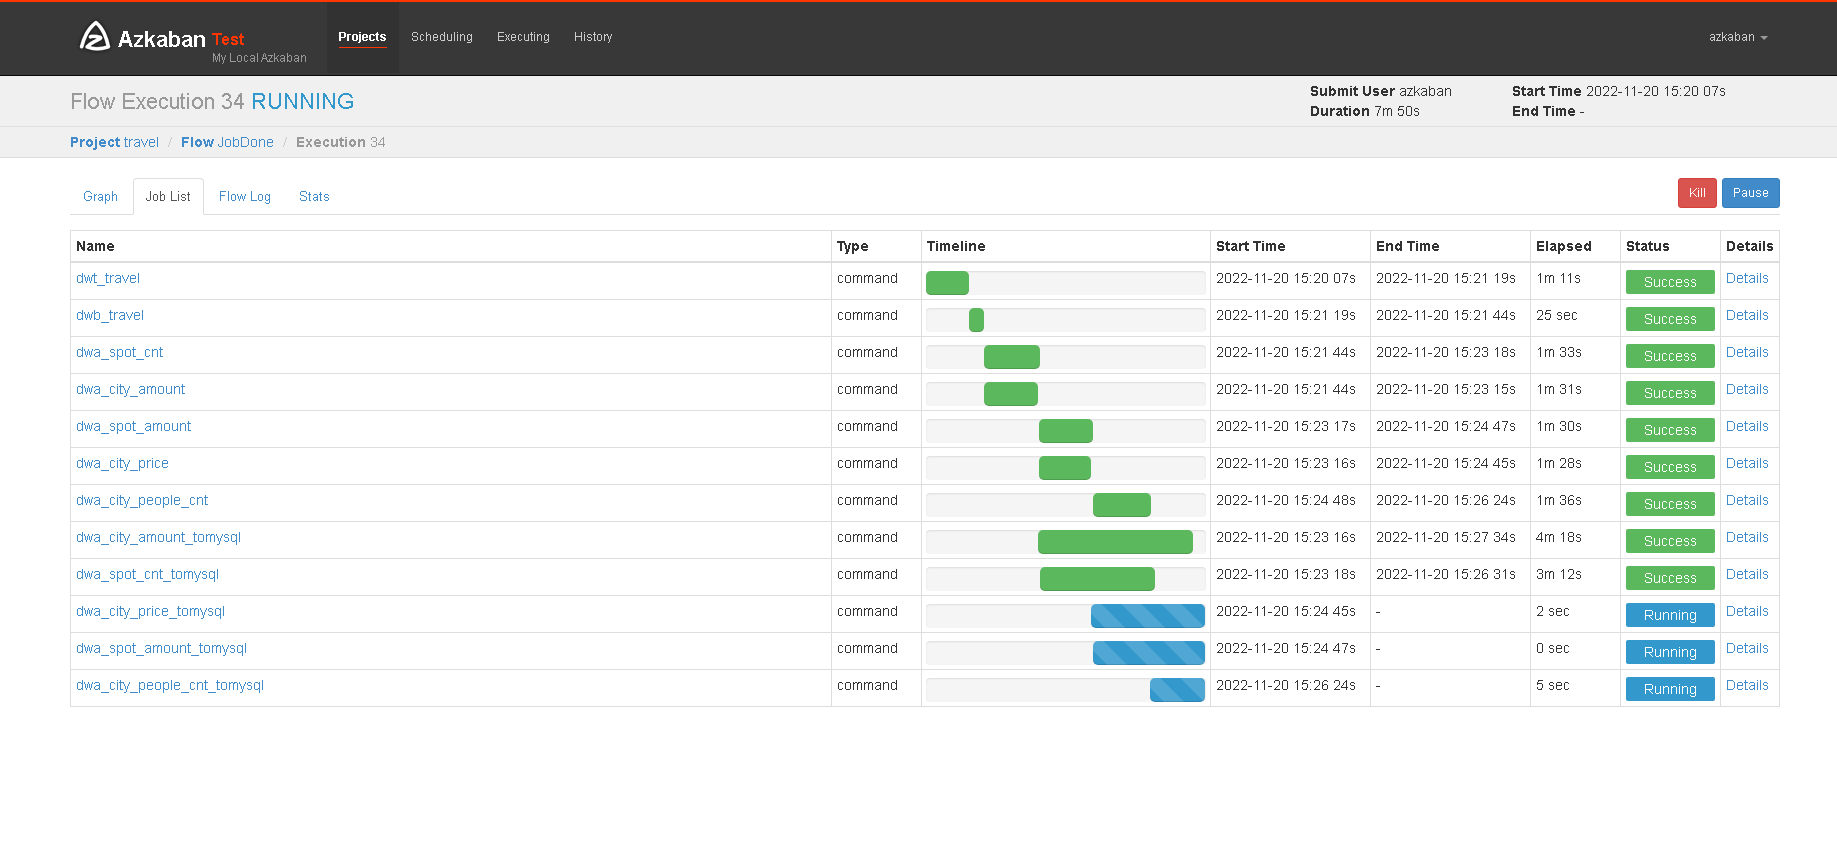 Azkaban Test
My Local Azkaban
Projects Scheduling Executing History
azkaban
Flow Execution 34 RUNNING
Submit User azkaban Start Time 2022-11-20 15:20 07s
Duration 7m 50s End Time -
Project travel / Flow JobDone / Execution 34
Graph Job List Flow Log Stats
Kill Pause
Name Type Timeline Start Time End Time Elapsed Status Details
dwt_travel command 2022-11-20 15:20 07s 2022-11-20 15:21 19s 1m 11s Success Details
dwb_travel command 2022-11-20 15:21 19s 2022-11-20 15:21 44s 25 sec Success Details
dwa_spot_cnt command 2022-11-20 15:21 44s 2022-11-20 15:23 18s 1m 33s Success Details
dwa_city_amount command 2022-11-20 15:21 44s 2022-11-20 15:23 15s 1m 31s Success Details
dwa_spot_amount command 2022-11-20 15:23 17s 2022-11-20 15:24 47s 1m 30s Success Details
dwa_city_price command 2022-11-20 15:23 16s 2022-11-20 15:24 45s 1m 28s Success Details
dwa_city_people_cnt command 2022-11-20 15:24 48s 2022-11-20 15:26 24s 1m 36s Success Details
dwa_city_amount_tomysql command 2022-11-20 15:23 16s 2022-11-20 15:27 34s 4m 18s Success Details
dwa_spot_cnt_tomysql command 2022-11-20 15:23 18s 2022-11-20 15:26 31s 3m 12s Success Details
dwa_city_price_tomysql command 2022-11-20 15:24 45s - 2 sec Running Details
dwa_spot_amount_tomysql command 2022-11-20 15:24 47s - 0 sec Running Details
dwa_city_people_cnt_tomysql command 2022-11-20 15:26 24s - 5 sec Running Details